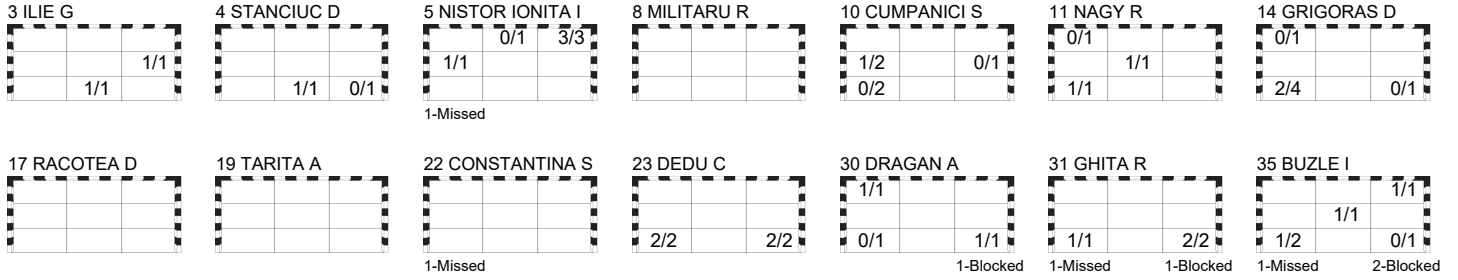 3 ILIE G 4 STANCIUC D 5 NISTOR IONITA I 8 MILITARU R 10 CUMPANICI S 11 NAGY R 14 GRIGORAS D
0/1 3/3 0/1 0/1
1/1 1/1 1/2 0/1 1/1
1/1 1/1 0/1 0/2 1/1 2/4 0/1
1-Missed
17 RACOTEA D 19 TARITA A 22 CONSTANTINA S 23 DEDU C 30 DRAGAN A 31 GHITA R 35 BUZLE I
1/1 1/1
1/1
2/2 2/2 0/1 1/1 1/1 2/2 1/2 0/1
1-Missed 1-Blocked 1-Missed 1-Blocked 1-Missed 2-Blocked